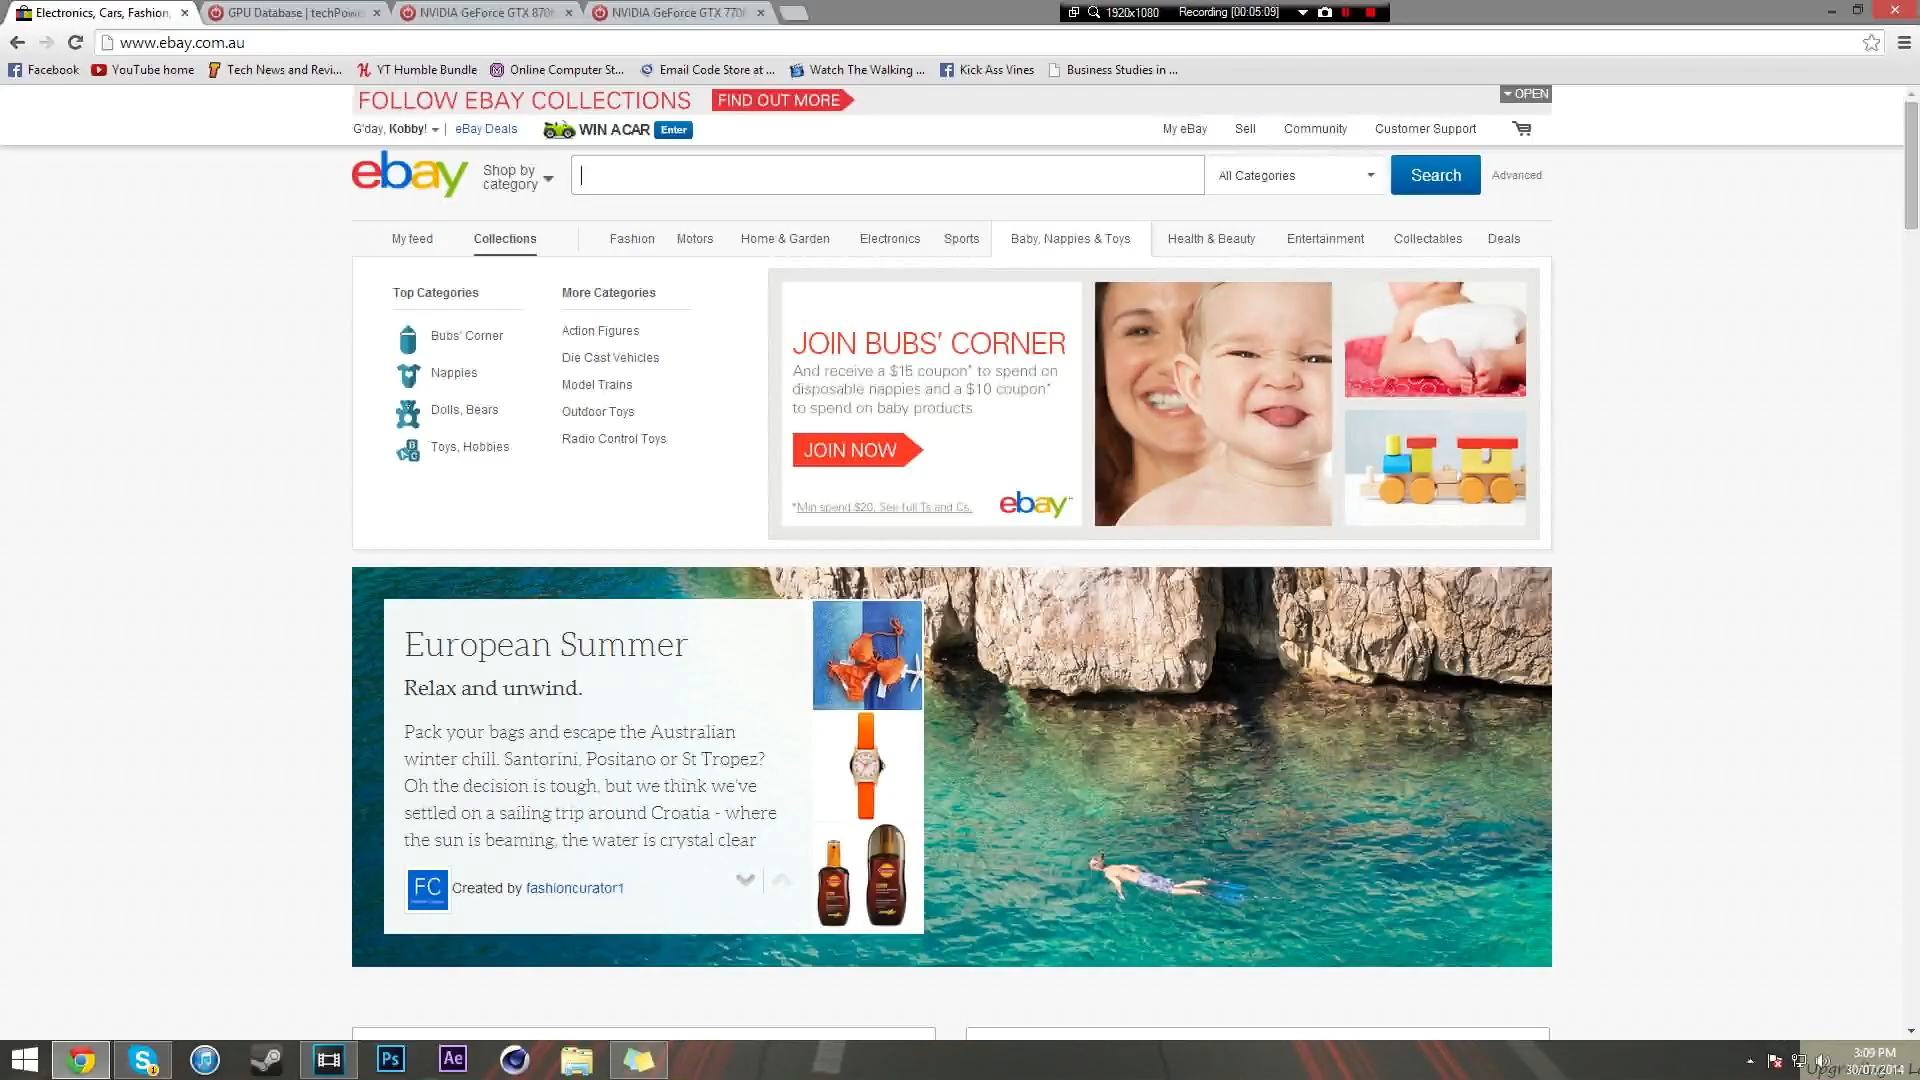 Electronics, Cars, Fashion,
GPU Database | techPowe
NVIDIA GeForce GTX 870
NVIDIA GeForce GTX 770
1920x1080
Recording [00:05:09]
www.ebay.com.au
Facebook
YouTube home
Tech News and Revi...
YT Humble Bundle
Online Computer St...
Email Code Store at ...
Watch The Walking ...
Kick Ass Vines
Business Studies in ...
FOLLOW EBAY COLLECTIONS
FIND OUT MORE
OPEN
G'day, Kobby!
eBay Deals
WIN A CAR
Enter
My eBay
Sell
Community
Customer Support
ebay
Shop by category
All Categories
Search
Advanced
My feed
Collections
Fashion
Motors
Home & Garden
Electronics
Sports
Baby, Nappies & Toys
Health & Beauty
Entertainment
Collectables
Deals
Top Categories
Bubs' Corner
Nappies
Dolls, Bears
Toys, Hobbies
More Categories
Action Figures
Die Cast Vehicles
Model Trains
Outdoor Toys
Radio Control Toys
JOIN BUBS' CORNER
And receive a $15 coupon* to spend on
disposable nappies and a $10 coupon*
to spend on baby products
JOIN NOW
*Min spend $20. See full Ts and Cs.
ebay
European Summer
Relax and unwind.
Pack your bags and escape the Australian
winter chill. Santorini, Positano or St Tropez?
Oh the decision is tough, but we think we've
settled on a sailing trip around Croatia - where
the sun is beaming, the water is crystal clear
FC
Created by fashioncurator1
Ps
Ae
3:09 PM
30/07/2014